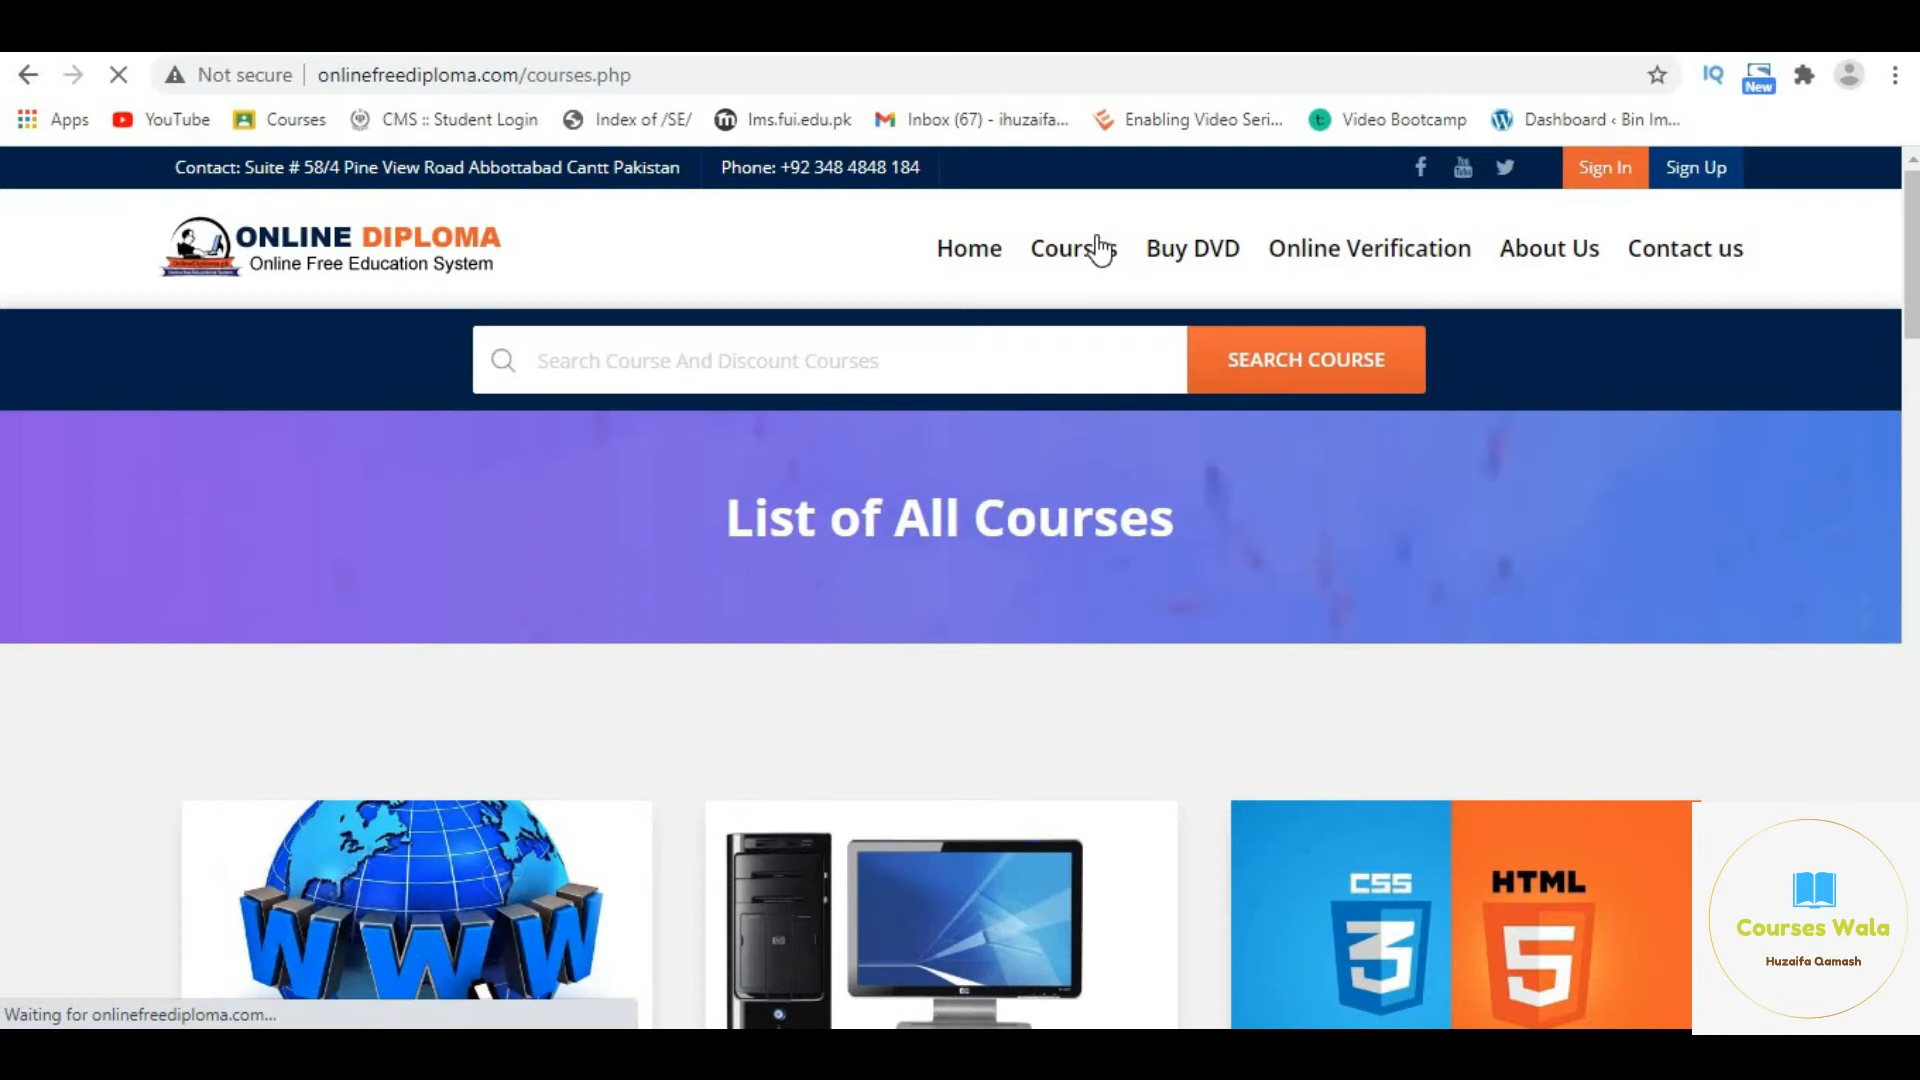 Not secure onlinefreediploma.com/courses.php
New
Apps YouTube Courses CMS :: Student Login Index of /SE/ lms.fui.edu.pk Inbox (67) - ihuzaifa... Enabling Video Seri... Video Bootcamp Dashboard ‹ Bin Im...
Contact: Suite # 58/4 Pine View Road Abbottabad Cantt Pakistan Phone: +92 348 4848 184 Sign In Sign Up
ONLINE DIPLOMA
Online Free Education System
Home Courses Buy DVD Online Verification About Us Contact us
Search Course And Discount Courses SEARCH COURSE
List of All Courses
WWW
CSS
3
HTML
5
Courses Wala
Huzaifa Qamash
Waiting for onlinefreediploma.com...